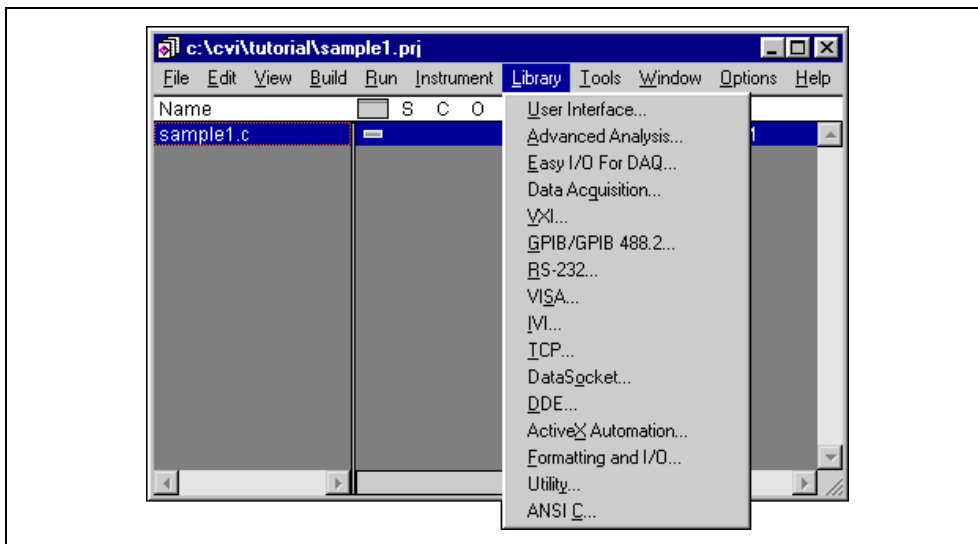 c:\cvi\tutorial\sample1.prj
File Edit View Build Run Instrument Library Tools Window Options Help
Name S C O
sample1.c 1
User Interface...
Advanced Analysis...
Easy I/O For DAQ...
Data Acquisition...
VXI...
GPIB/GPIB 488.2...
RS-232...
VISA...
IVI...
TCP...
DataSocket...
DDE...
ActiveX Automation...
Formatting and I/O...
Utility...
ANSI C...